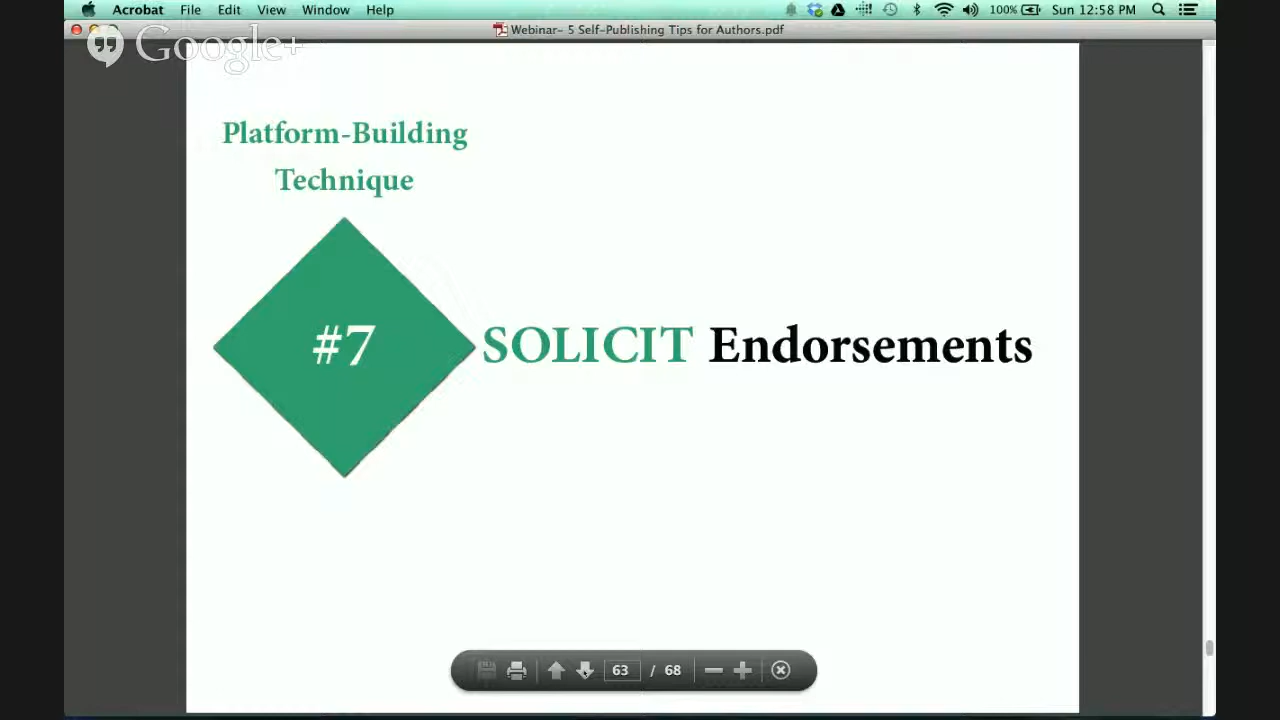 Acrobat File Edit View Window Help 100% Sun 12:58 PM
Webinar- 5 Self-Publishing Tips for Authors.pdf
Google+
Platform-Building
Technique
#7 SOLICIT Endorsements
63 / 68